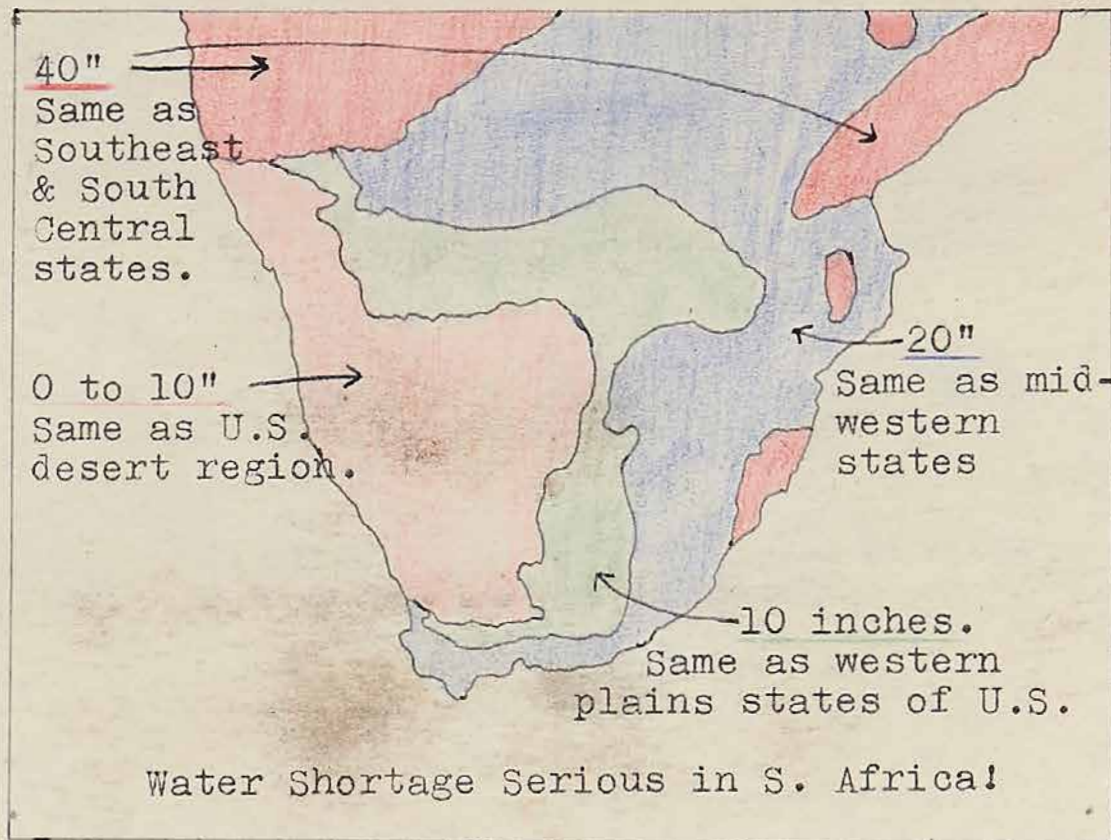 40"
Same as
Southeast
& South
Central
states.
0 to 10"
Same as U.S.
desert region.
20"
Same as mid-
western
states
10 inches.
Same as western
plains states of U.S.
Water Shortage Serious in S. Africa!